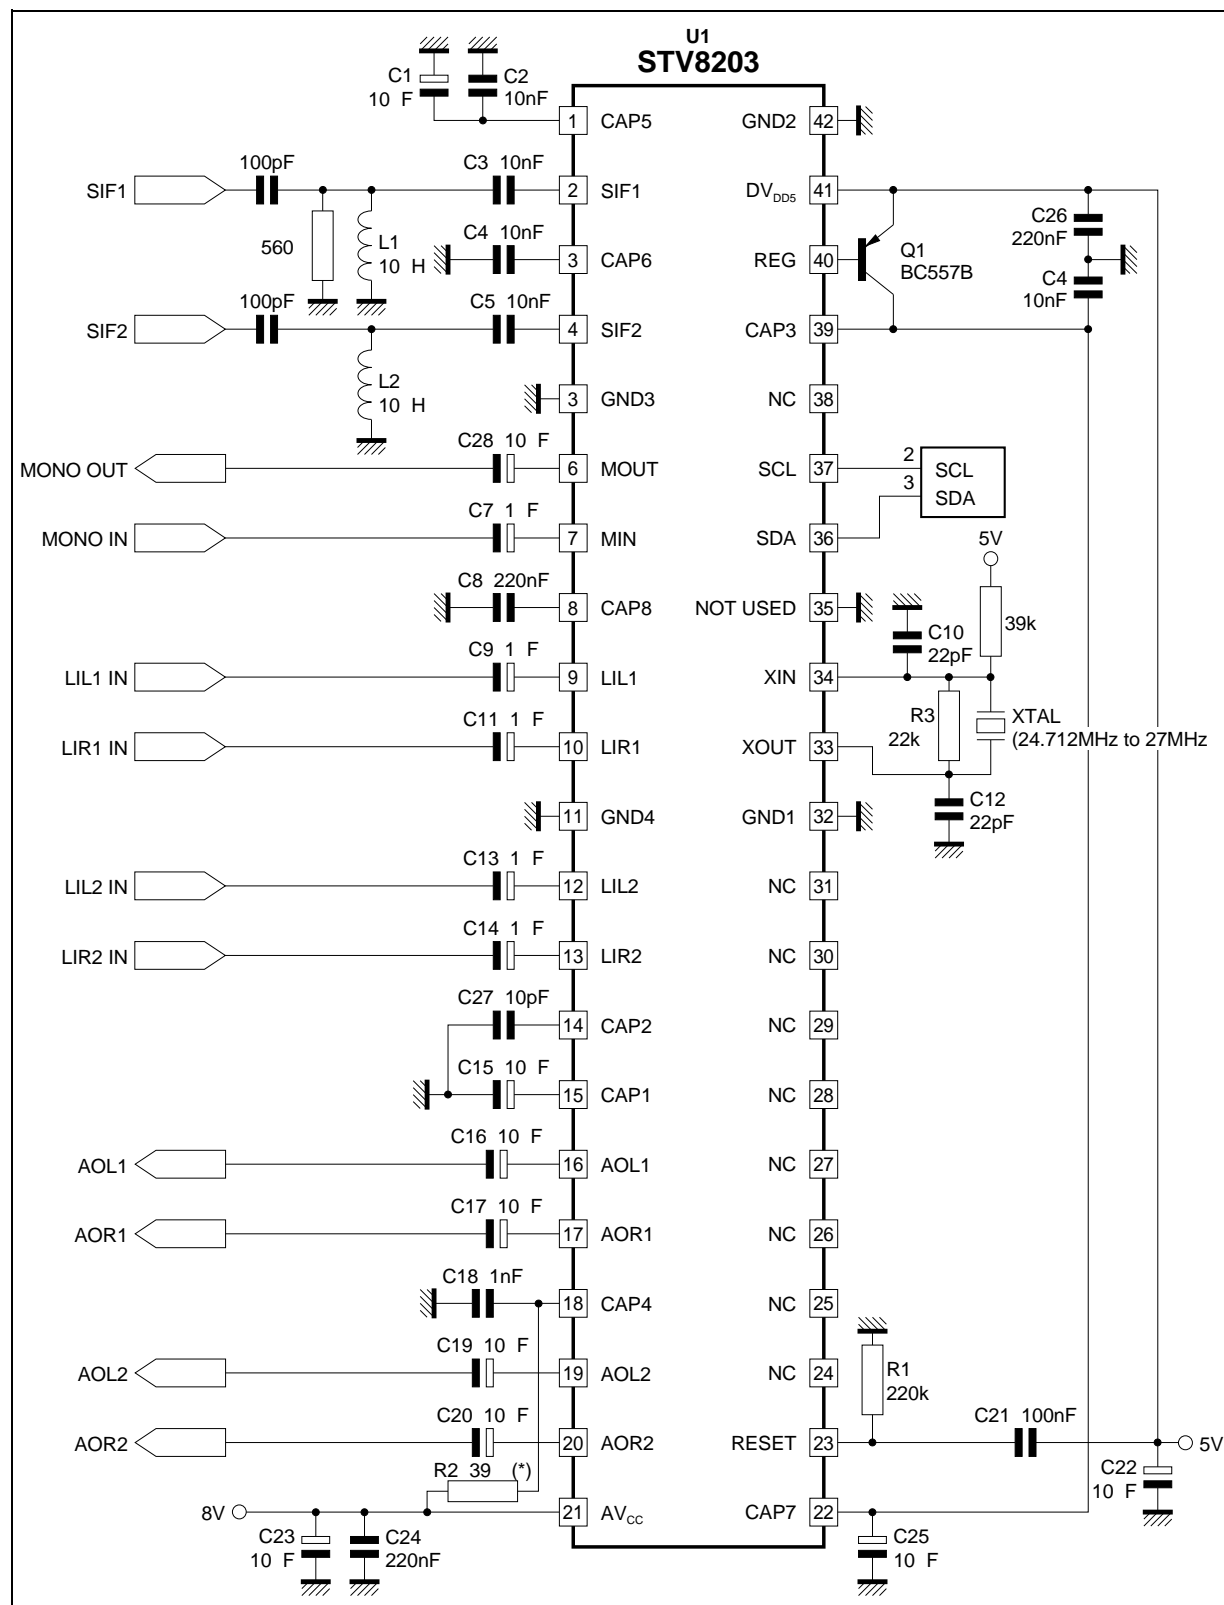 U1
STV8203
C1
10 F
C2
10nF
1 CAP5
GND2 42
SIF1
100pF
C3 10nF
2 SIF1
DVDD5 41
560
L1
10 H
C4 10nF
3 CAP6
REG 40
Q1
BC557B
C26
220nF
C4
10nF
SIF2
100pF
C5 10nF
4 SIF2
CAP3 39
L2
10 H
3 GND3
NC 38
MONO OUT
C28 10 F
6 MOUT
SCL 37
2
SCL
3
SDA
MONO IN
C7 1 F
7 MIN
SDA 36
5V
C8 220nF
8 CAP8
NOT USED 35
C10
22pF
39k
LIL1 IN
C9 1 F
9 LIL1
XIN 34
R3
22k
XTAL
(24.712MHz to 27MHz
LIR1 IN
C11 1 F
10 LIR1
XOUT 33
11 GND4
GND1 32
C12
22pF
LIL2 IN
C13 1 F
12 LIL2
NC 31
LIR2 IN
C14 1 F
13 LIR2
NC 30
C27 10pF
14 CAP2
NC 29
C15 10 F
15 CAP1
NC 28
AOL1
C16 10 F
16 AOL1
NC 27
AOR1
C17 10 F
17 AOR1
NC 26
C18 1nF
18 CAP4
NC 25
AOL2
C19 10 F
19 AOL2
NC 24
R1
220k
AOR2
C20 10 F
20 AOR2
RESET 23
C21 100nF
5V
R2 39 (*)
C22
10 F
8V
21 AVCC
CAP7 22
C23
10 F
C24
220nF
C25
10 F